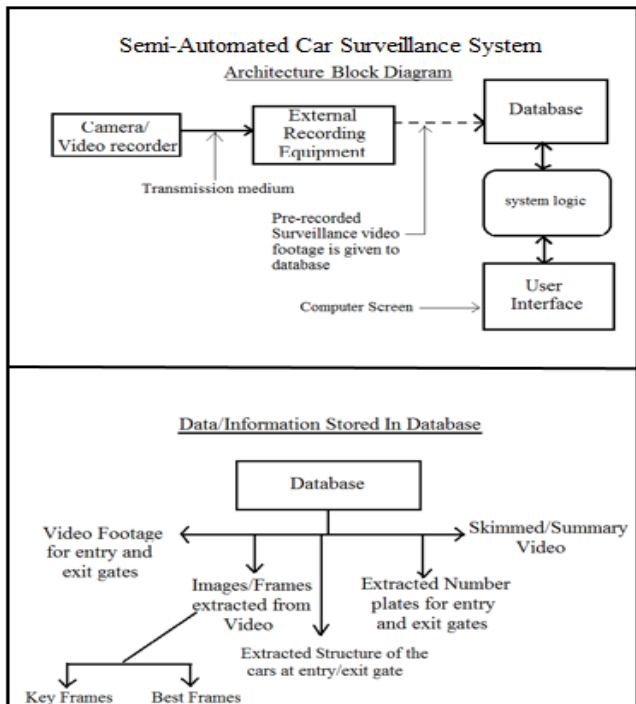 Semi-Automated Car Surveillance System
Architecture Block Diagram
Camera/
Video recorder
External
Recording
Equipment
Database
Transmission medium
system logic
Pre-recorded
Surveillance video
footage is given to
database
User
Interface
Computer Screen
Data/Information Stored In Database
Database
Video Footage
for entry and
exit gates
Images/Frames
extracted from
Video
Extracted Structure of the
cars at entry/exit gate
Extracted Number
plates for entry
and exit gates
Skimmed/Summary
Video
Key Frames
Best Frames